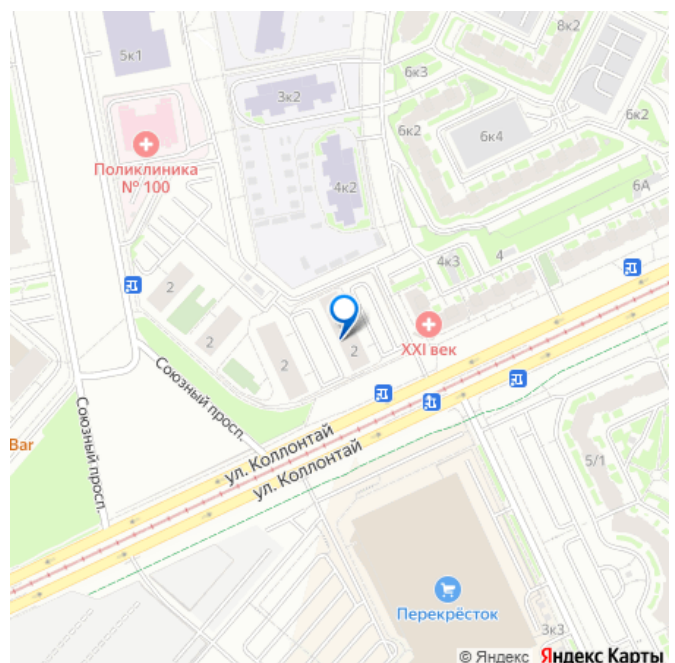 8к2
5к1
6к3
3к2
6к2
6к4
6к2
Поликлиника
№ 100
4к2
6А
4
4к3
2
XXI век
2
2
2
Союзный просп.
Союзный просп.
Bar
ул. Коллонтай
ул. Коллонтай
5/1
Перекрёсток
3к3
© Яндекс Яндекс Карты